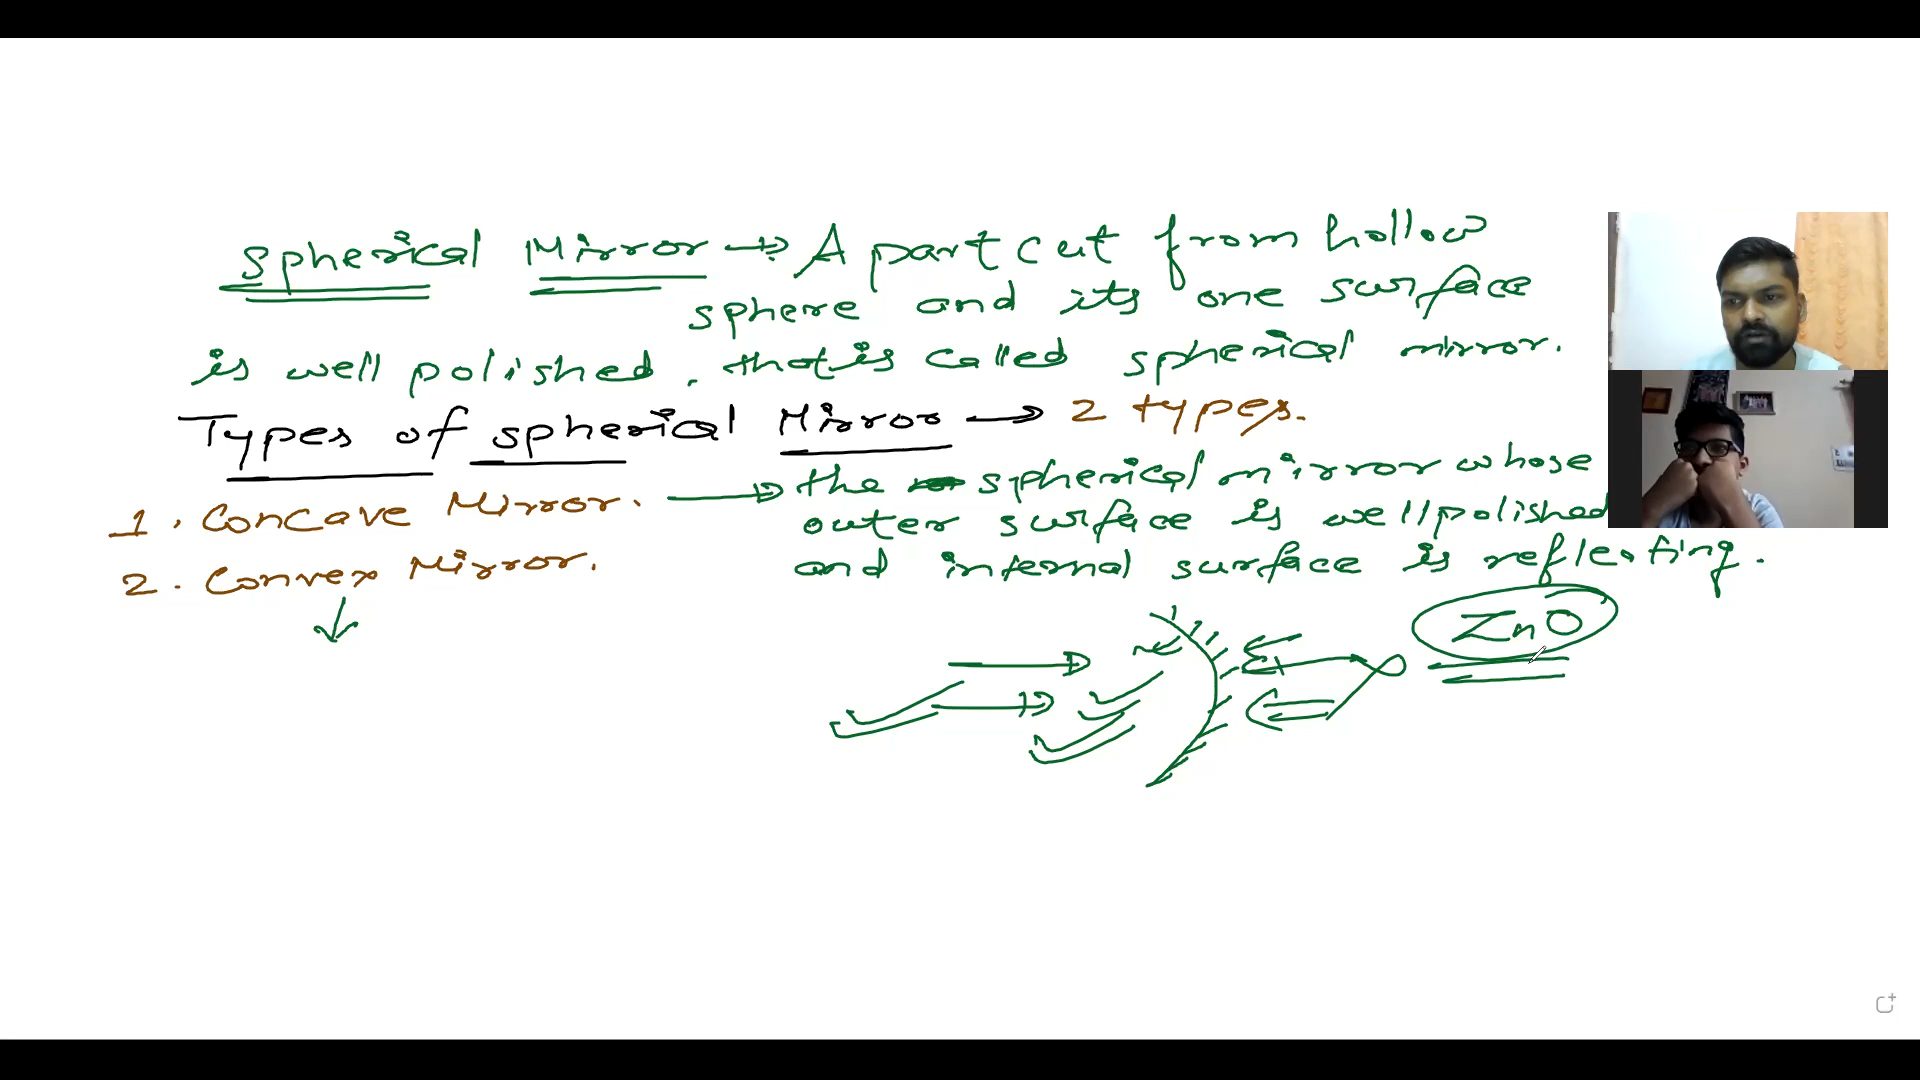 Spherical Mirror → A part cut from hollow
sphere and its one surface
is well polished, that is called spherical mirror.
Types of spherical Mirror → 2 types.
1. Concave Mirror. → the spherical mirror whose
outer surface is well polished
and internal surface is reflecting.
2. Convex Mirror.
ZnO